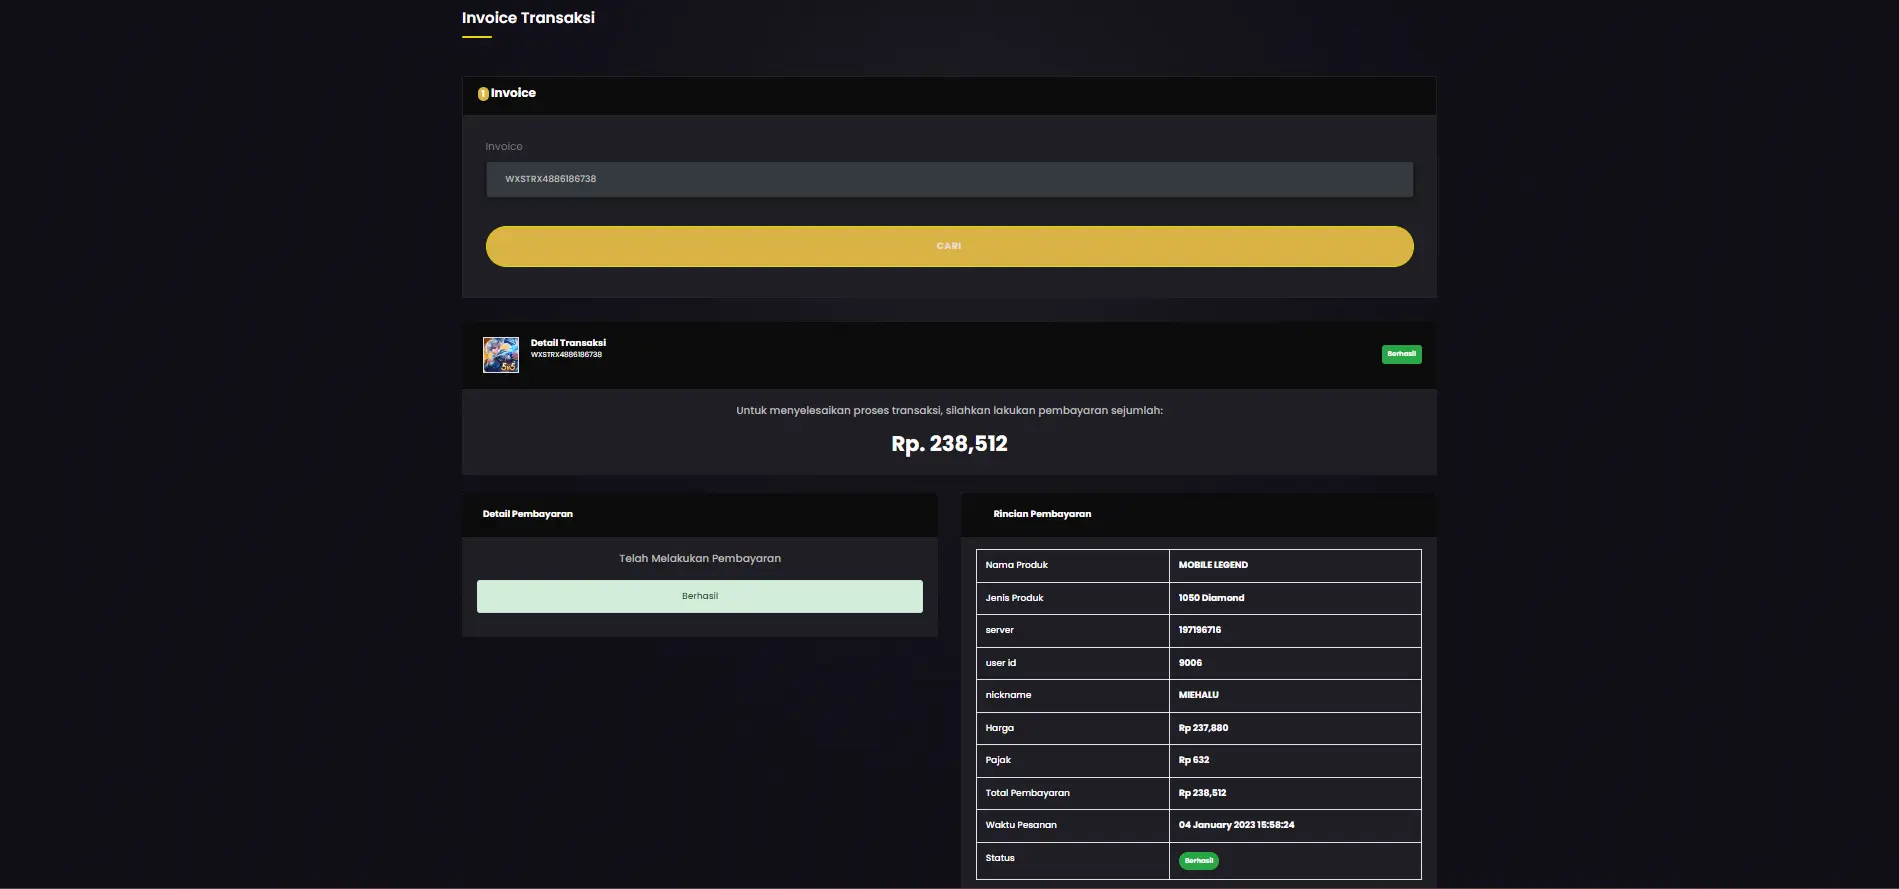 Invoice Transaksi
1 Invoice
Invoice
WXSTRX4886186738
CARI
5v5
Detail Transaksi
WXSTRX4886186738
Berhasil
Untuk menyelesaikan proses transaksi, silahkan lakukan pembayaran sejumlah:
Rp. 238,512
Detail Pembayaran
Telah Melakukan Pembayaran
Berhasil
Rincian Pembayaran
Nama Produk MOBILE LEGEND
Jenis Produk 1050 Diamond
server 197196716
user id 9006
nickname MIEHALU
Harga Rp 237,880
Pajak Rp 632
Total Pembayaran Rp 238,512
Waktu Pesanan 04 January 2023 15:58:24
Status Berhasil